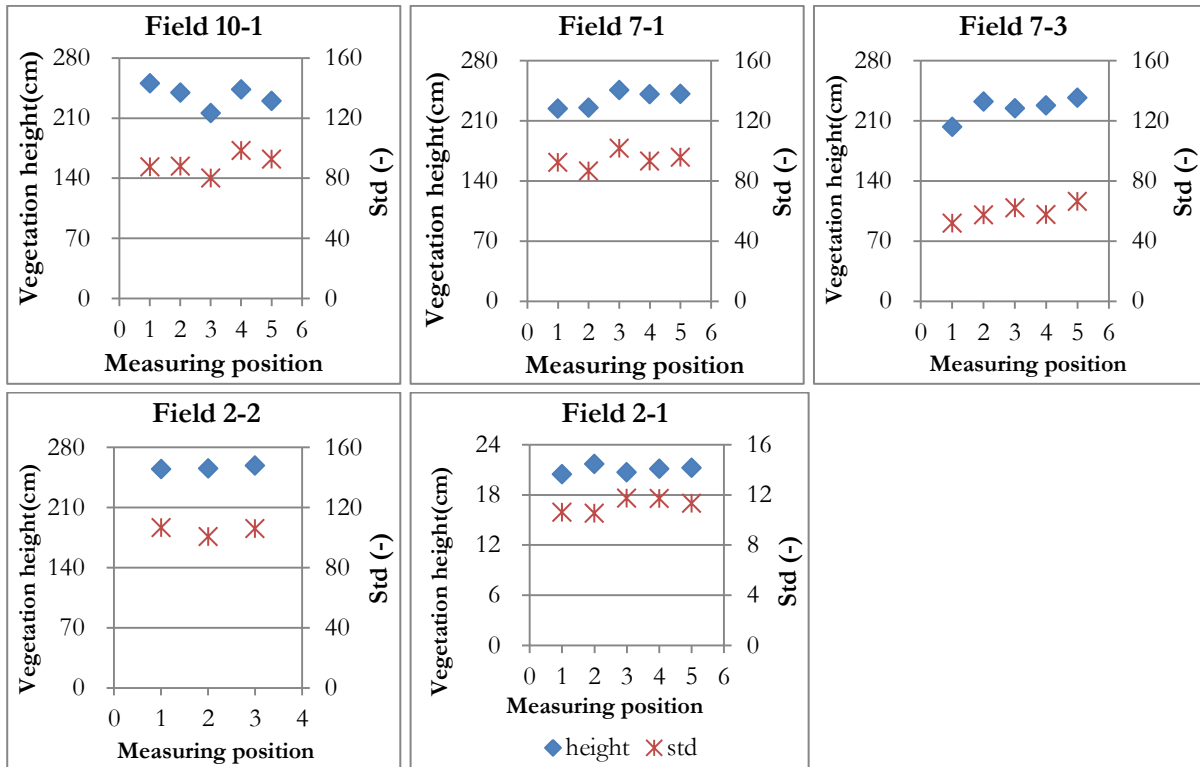 Field 10-1
Vegetation height(cm)
280
210
140
70
0
160
120
80
40
0
Std (-)
0 1 2 3 4 5 6
Measuring position
Field 7-1
Vegetation height(cm)
280
210
140
70
0
160
120
80
40
0
Std (-)
0 1 2 3 4 5 6
Measuring position
Field 7-3
Vegetation height(cm)
280
210
140
70
0
160
120
80
40
0
Std (-)
0 1 2 3 4 5 6
Measuring position
Field 2-2
Vegetation height(cm)
280
210
140
70
0
160
120
80
40
0
Std (-)
0 1 2 3 4
Measuring position
Field 2-1
Vegetation height(cm)
24
18
12
6
0
16
12
8
4
0
Std (-)
0 1 2 3 4 5 6
Measuring position
height std